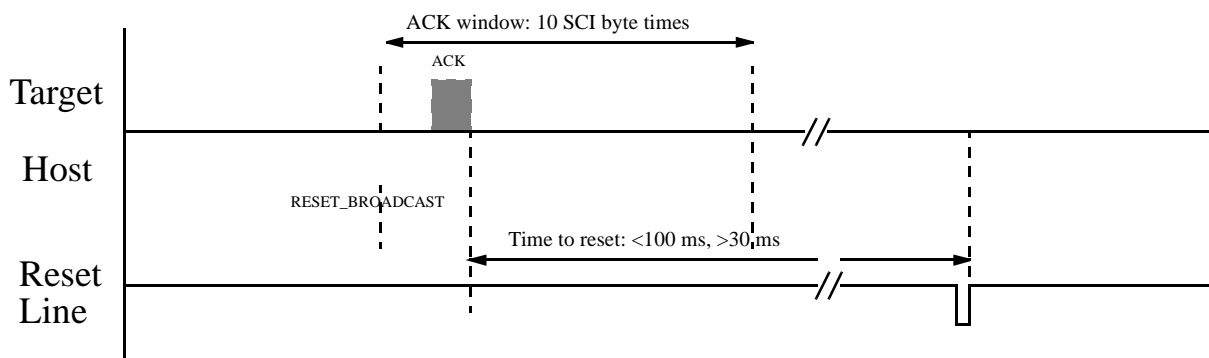 ACK window: 10 SCI byte times
ACK
Target
Host
RESET_BROADCAST
Time to reset: <100 ms, >30 ms
Reset
Line